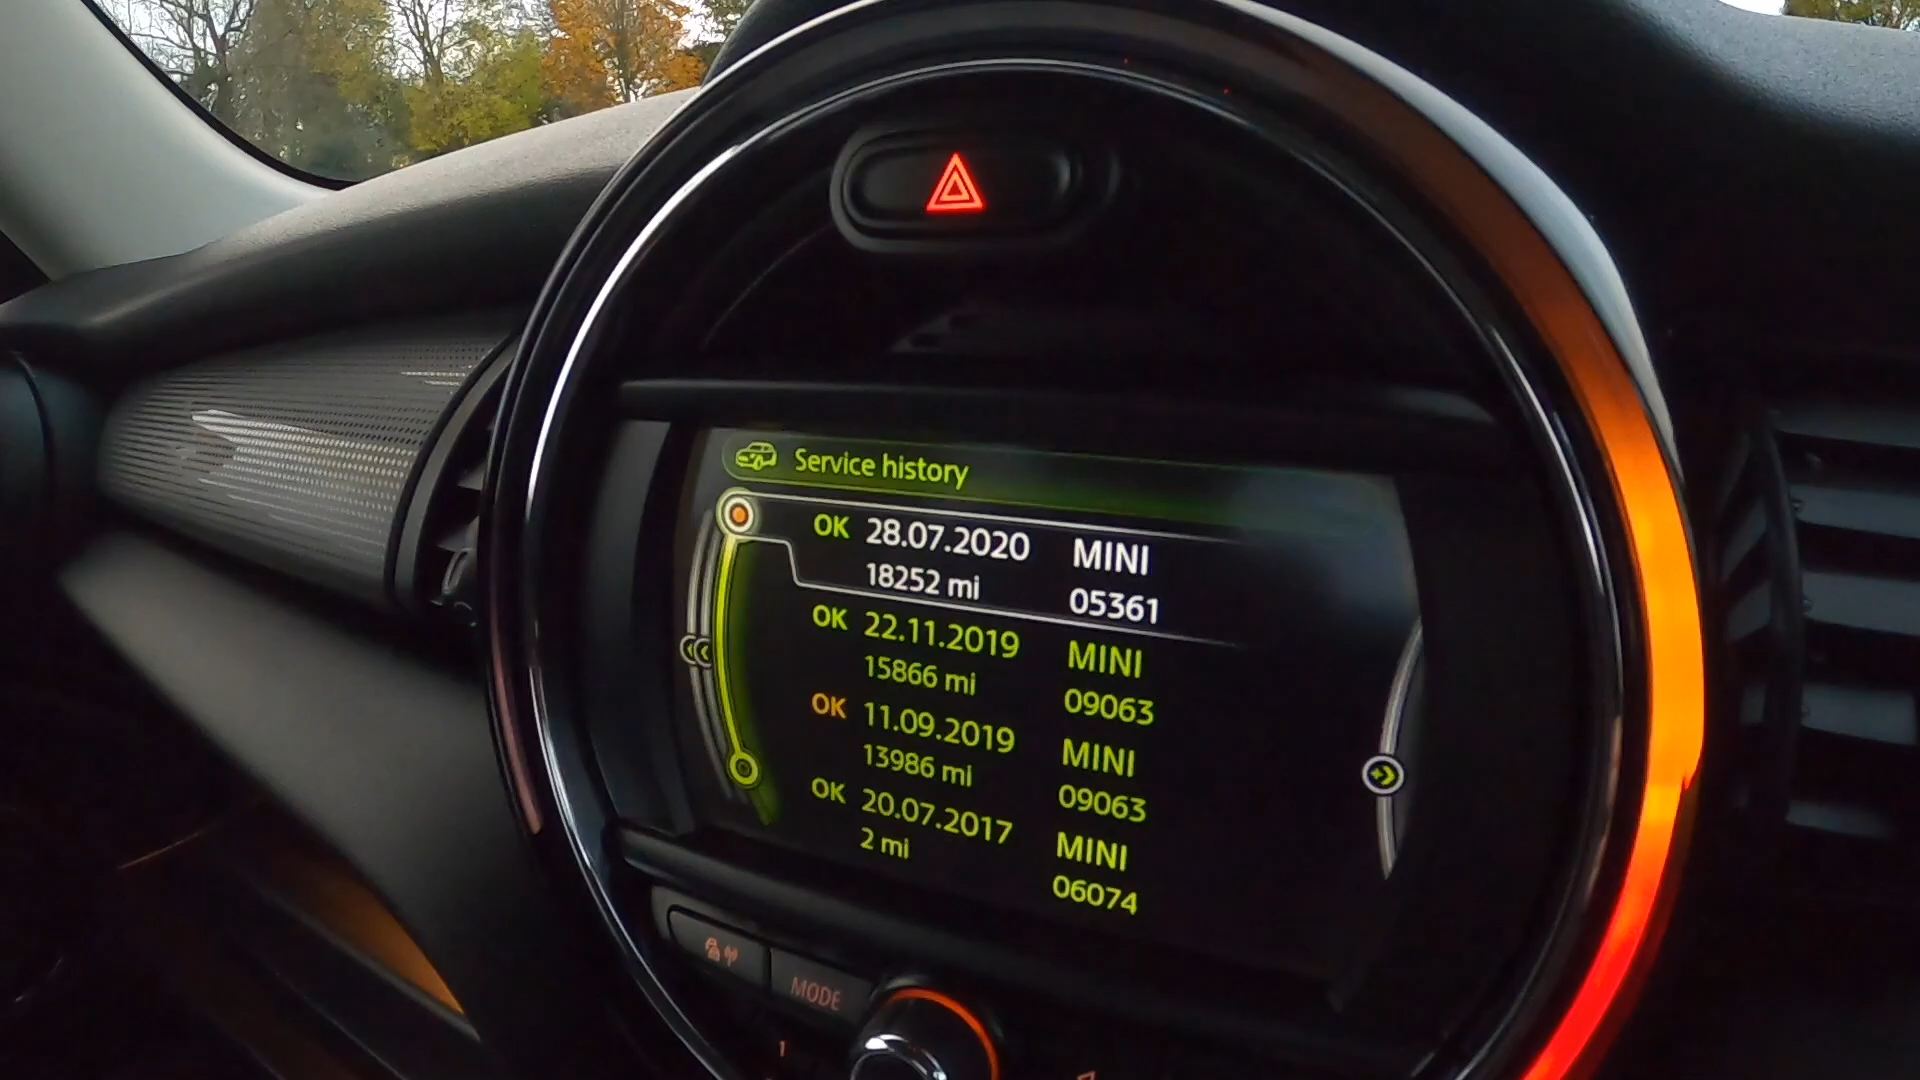 Service history
OK 28.07.2020 MINI
18252 mi 05361
OK 22.11.2019 MINI
15866 mi 09063
OK 11.09.2019 MINI
13986 mi 09063
OK 20.07.2017 MINI
2 mi 06074
MODE
1